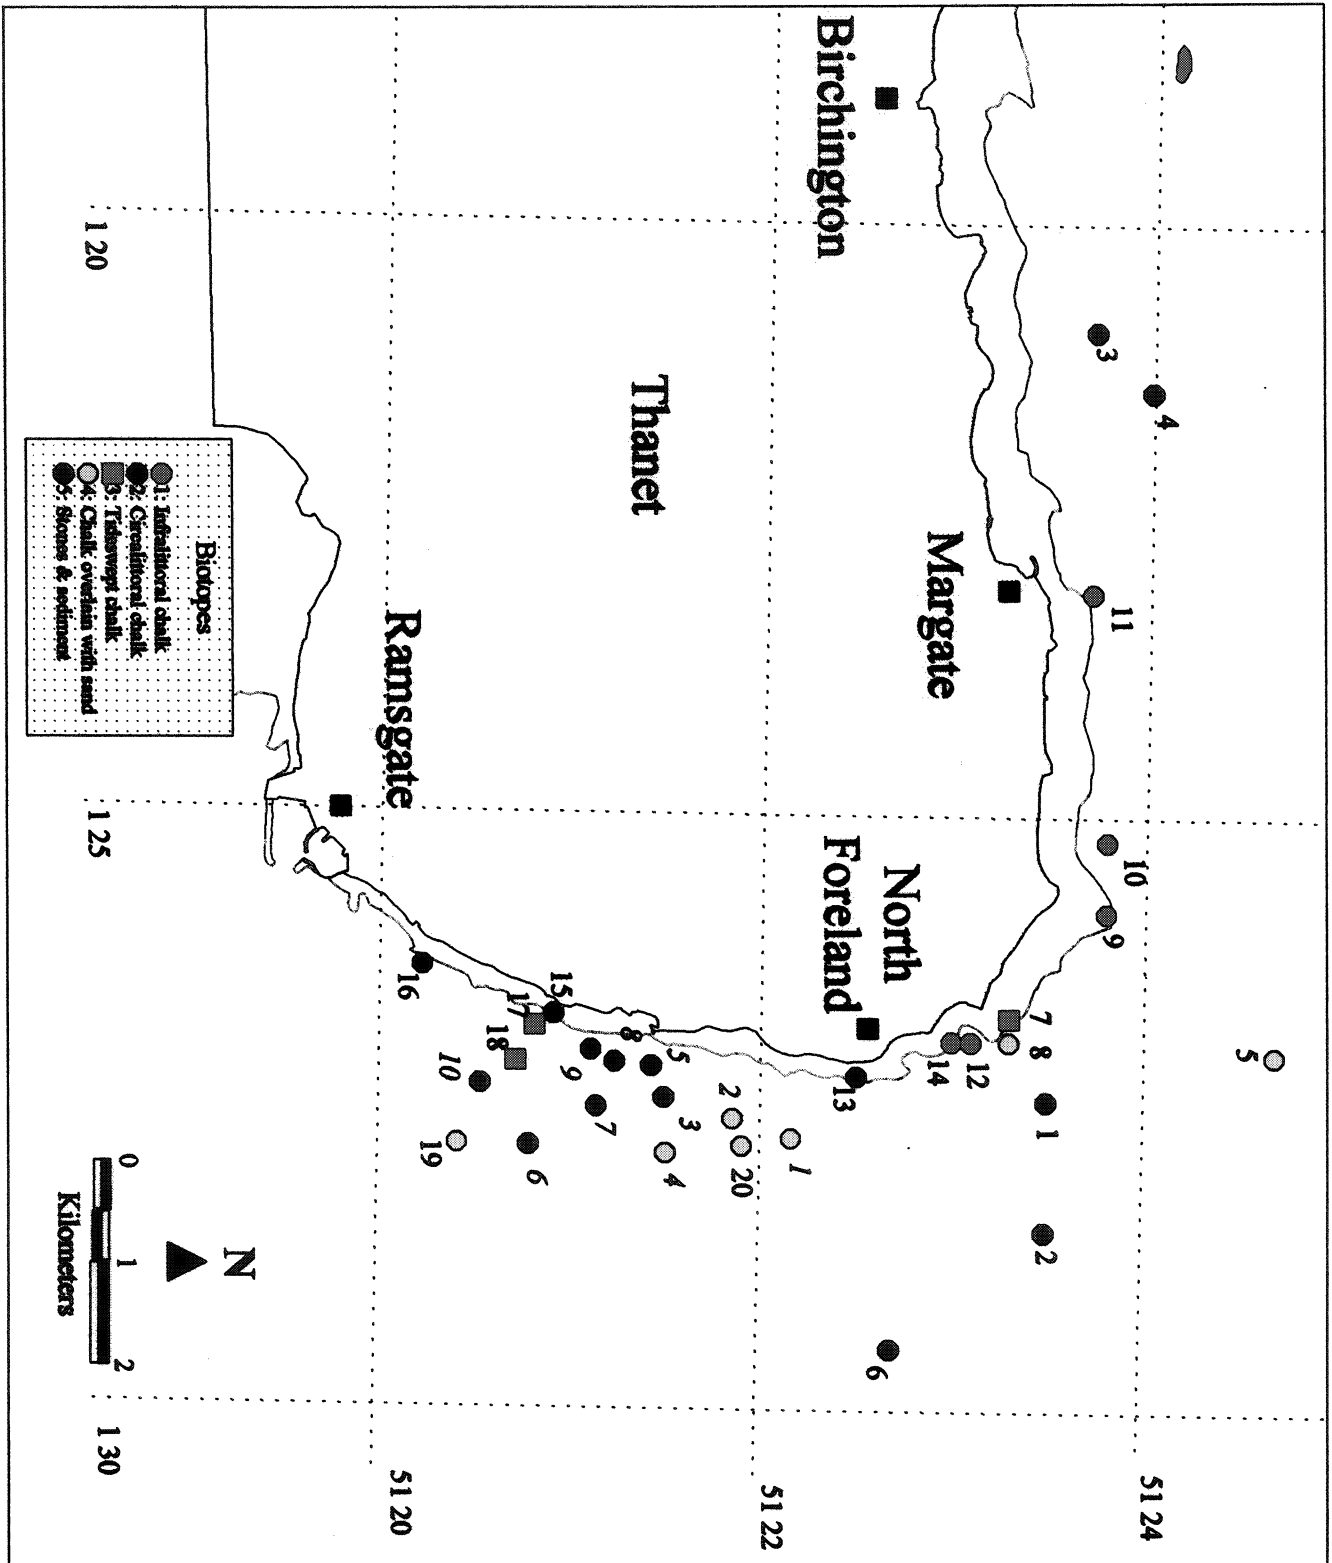 Birchington
Thanet
Margate
Ramsgate
North
Foreland
3
4
11
10
9
7
8
5
14
12
1
2
6
13
1
2
20
3
4
5
8
9
7
6
15
17
18
10
19
16
Biotopes
1: Infralittoral chalk
2: Circalittoral chalk
3: Tideswept chalk
4: Chalk overlain with sand
5: Stones & sediment
N
0 1 2
Kilometers
1 20
1 25
1 30
51 20
51 22
51 24